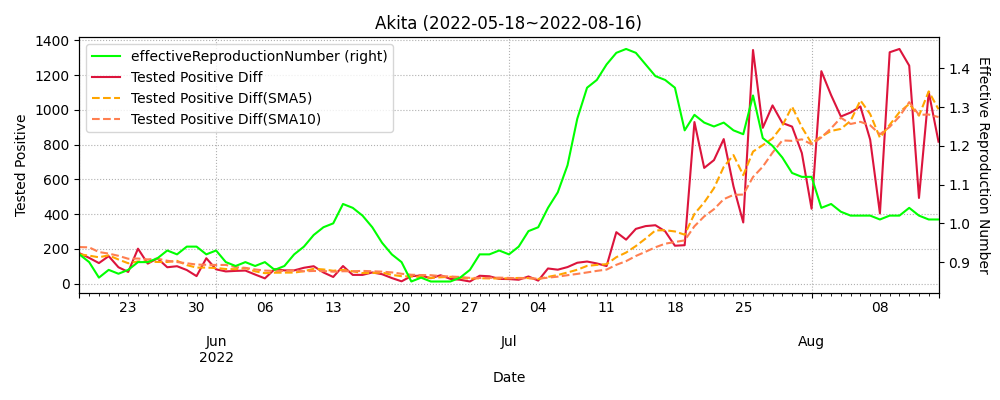 Akita (2022-05-18~2022-08-16)
effectiveReproductionNumber (right)
Tested Positive Diff
Tested Positive Diff(SMA5)
Tested Positive Diff(SMA10)
Tested Positive
1400
1200
1000
800
600
400
200
0
1.4
1.3
1.2
1.1
1.0
0.9
Effective Reproduction Number
23 30 06 13 20 27 04 11 18 25 08
Jun Jul Aug
2022
Date